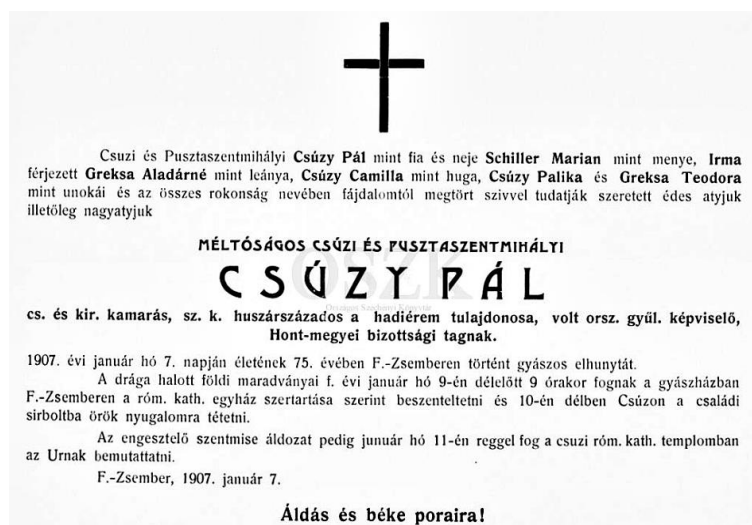 Csuzi és Pusztaszentmihályi Csúzy Pál mint fia és neje Schiller Marian mint menye, Irma
férjezett Greksa Aladárné mint leánya, Csúzy Camilla mint huga, Csúzy Palika és Greksa Teodora
mint unokái és az összes rokonság nevében fájdalomtól megtört szivvel tudatják szeretett édes atyjuk
illetőleg nagyatyjuk
MÉLTÓSÁGOS CSÚZI ÉS PUSZTASZENTMIHÁLYI
OSZK
CSÚZY PÁL
Országos Széchényi Könyvtár
cs. és kir. kamarás, sz. k. huszárszázados a hadiérem tulajdonosa, volt orsz. gyűl. képviselő,
Hont-megyei bizottsági tagnak.
1907. évi január hó 7. napján életének 75. évében F.-Zsemberen történt gyászos elhunytát.
A drága halott földi maradványai f. évi január hó 9-én délelőtt 9 órakor fognak a gyászházban
F.-Zsemberen a róm. kath. egyház szertartása szerint beszenteltetni és 10-én délben Csúzon a családi
sirboltba örök nyugalomra tétetni.
Az engesztelő szentmise áldozat pedig junuár hó 11-én reggel fog a csuzi róm. kath. templomban
az Urnak bemutattatni.
F.-Zsember, 1907. január 7.
Áldás és béke poraira!